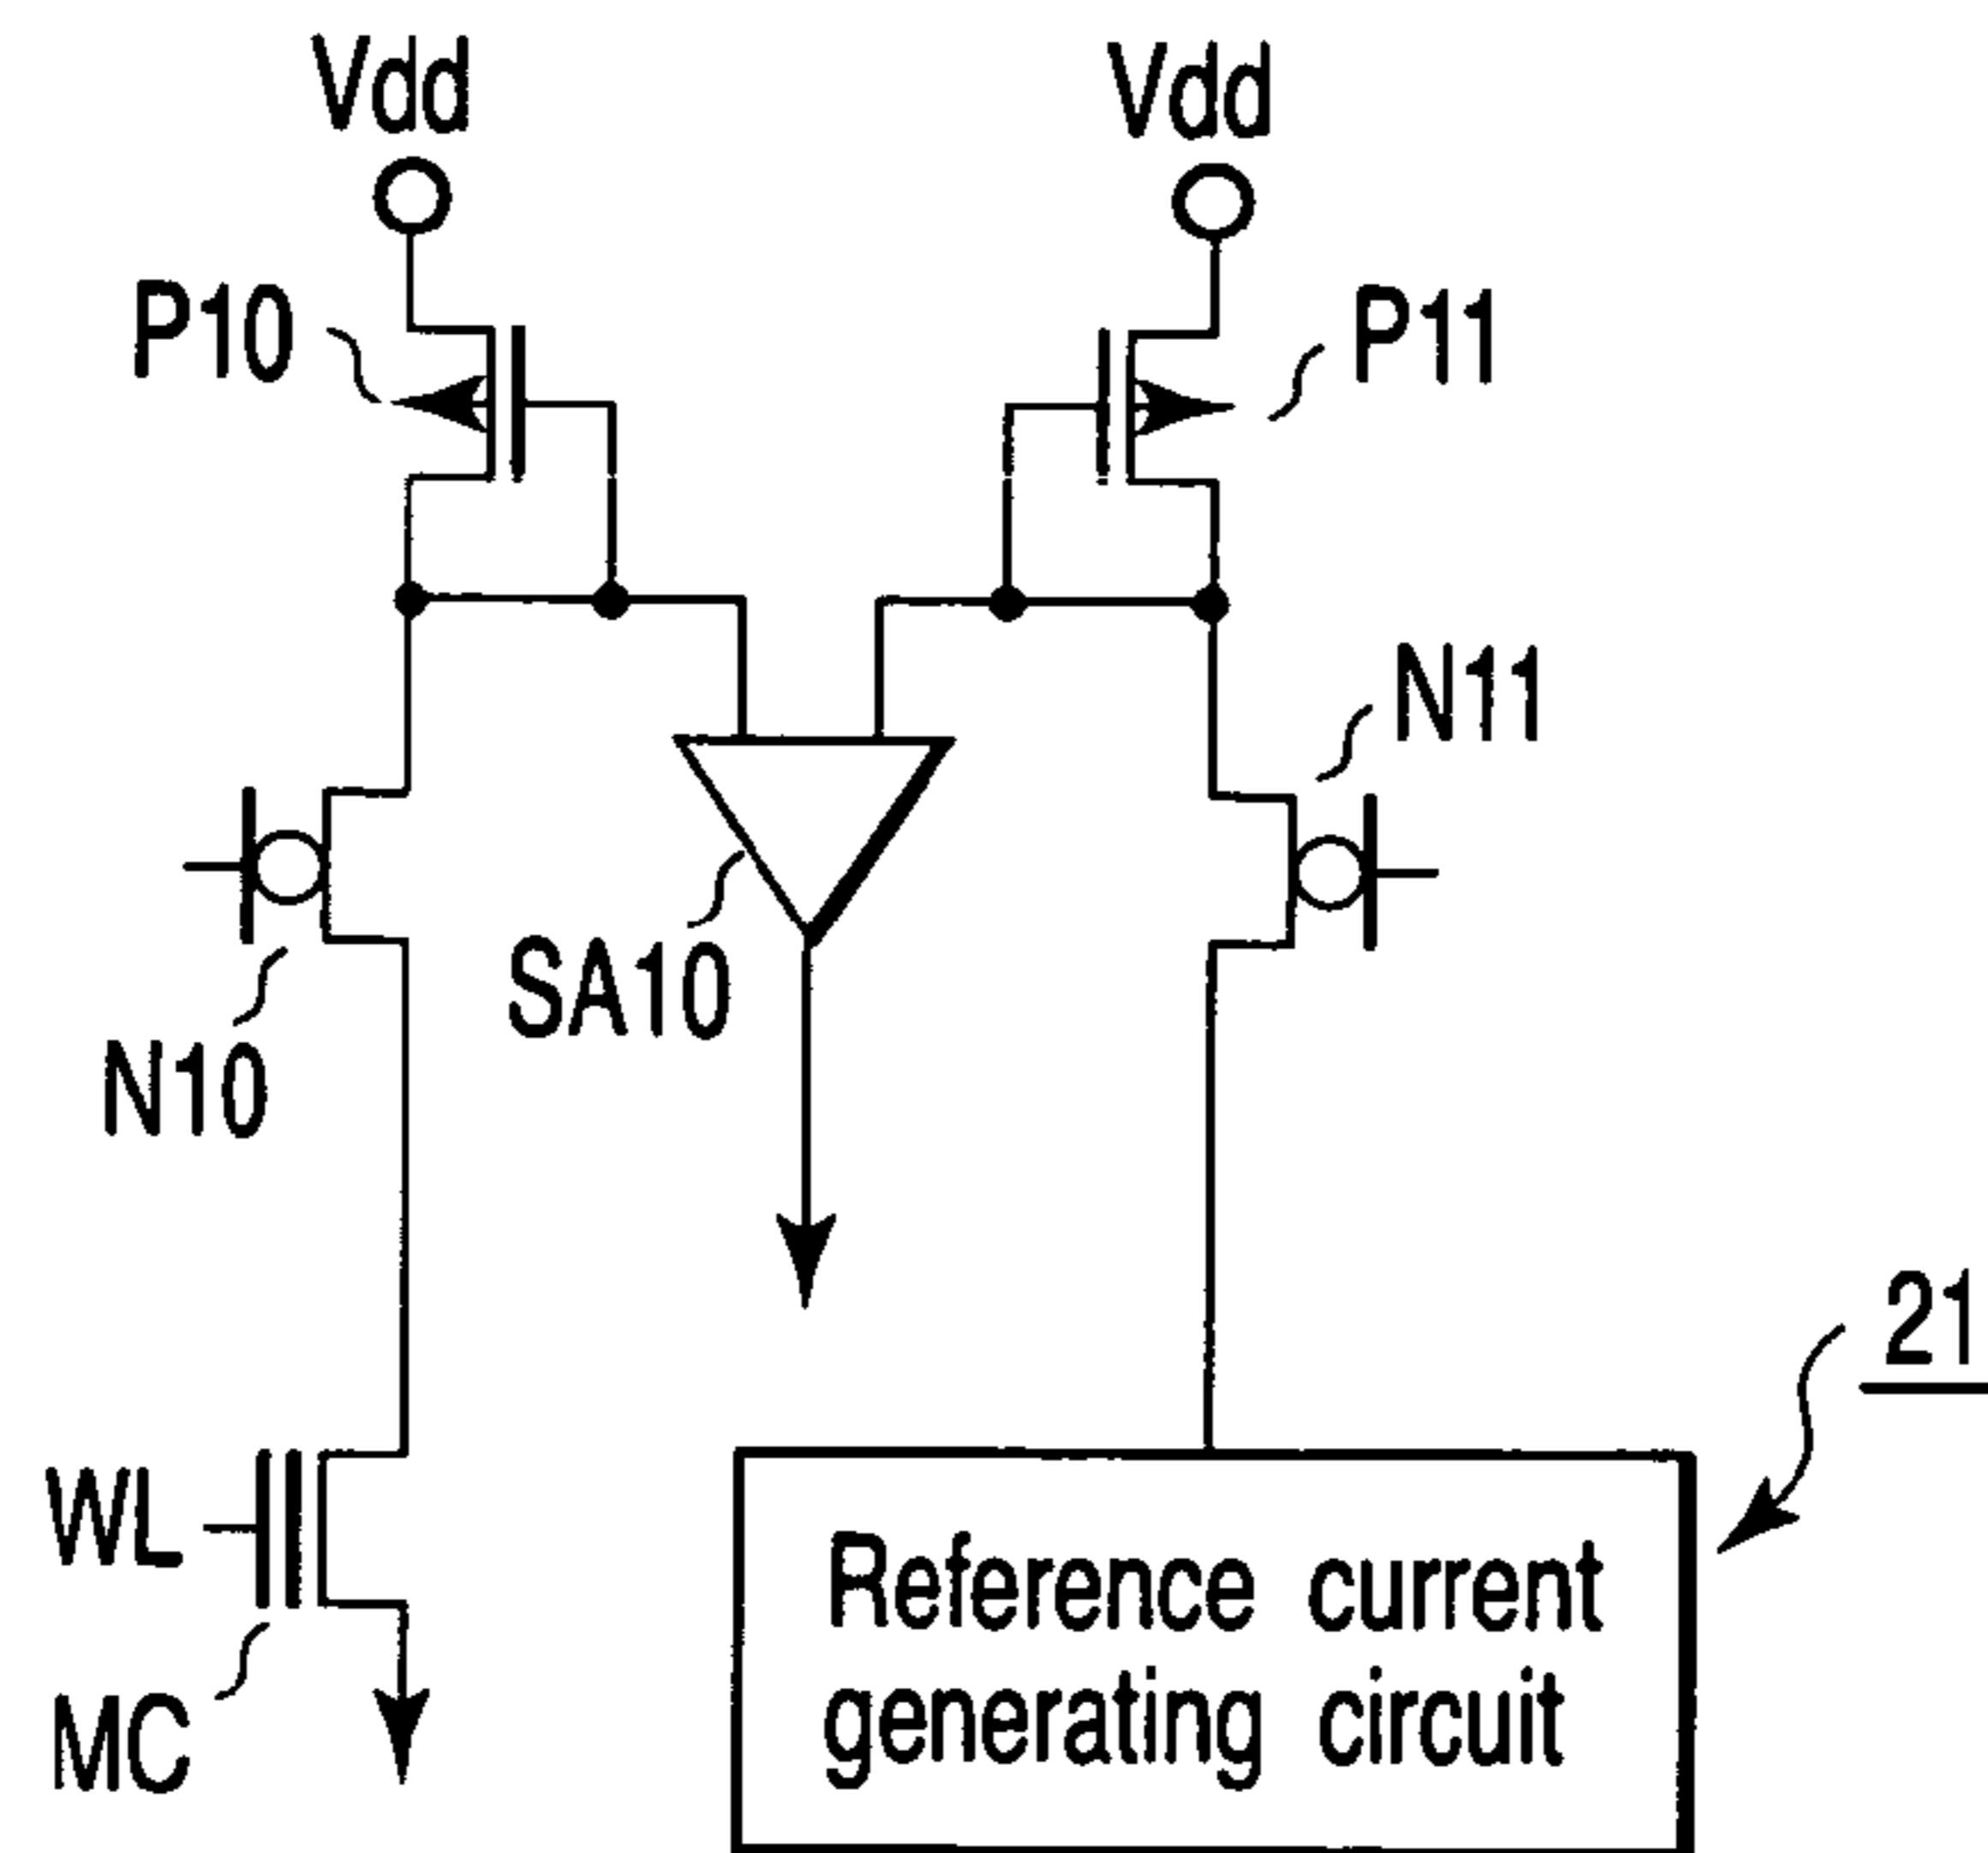 Vdd
Vdd
P10
P11
N11
SA10
N10
21
WL
Reference current
generating circuit
MC